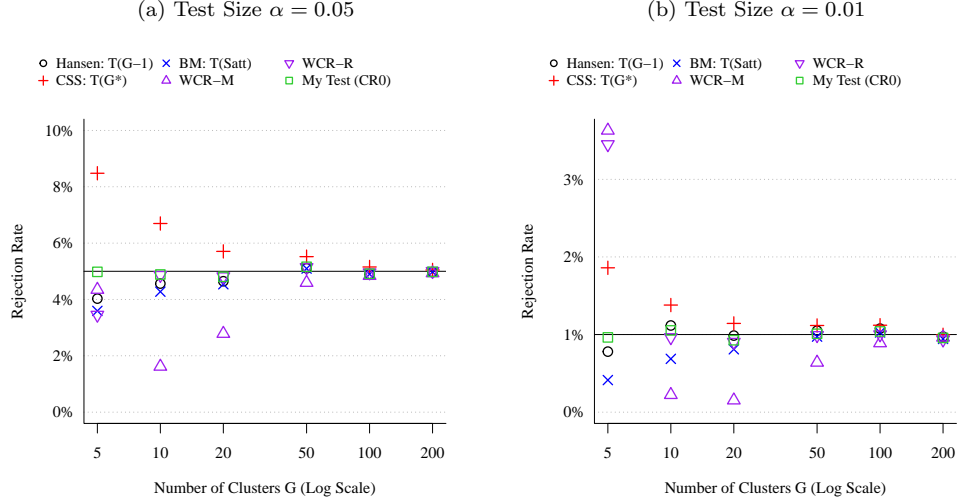 (a) Test Size α = 0.05
Hansen: T(G−1) BM: T(Satt) WCR−R
CSS: T(G*) WCR−M My Test (CR0)
10%
8%
6%
4%
2%
0%
Rejection Rate
5 10 20 50 100 200
Number of Clusters G (Log Scale)
(b) Test Size α = 0.01
Hansen: T(G−1) BM: T(Satt) WCR−R
CSS: T(G*) WCR−M My Test (CR0)
3%
2%
1%
0%
Rejection Rate
5 10 20 50 100 200
Number of Clusters G (Log Scale)